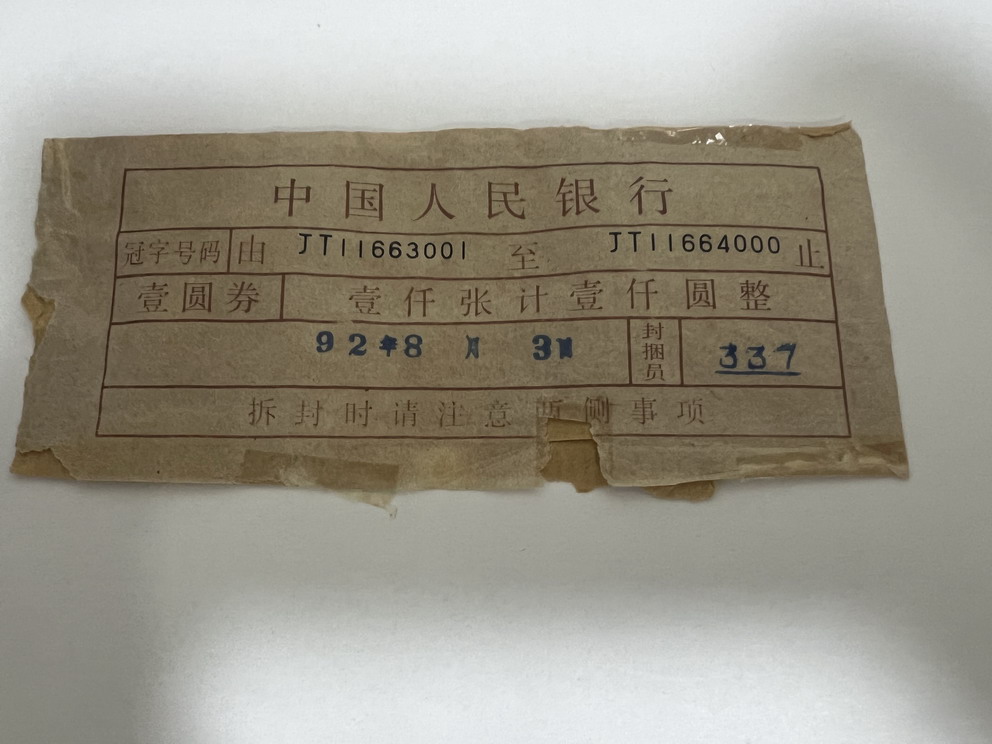 中国人民银行
冠字号码 由 JT11663001 至 JT11664000 止
壹圆券 壹仟张计壹仟圆整
92年8月3日 封捆员 337
拆封时请注意两侧事项